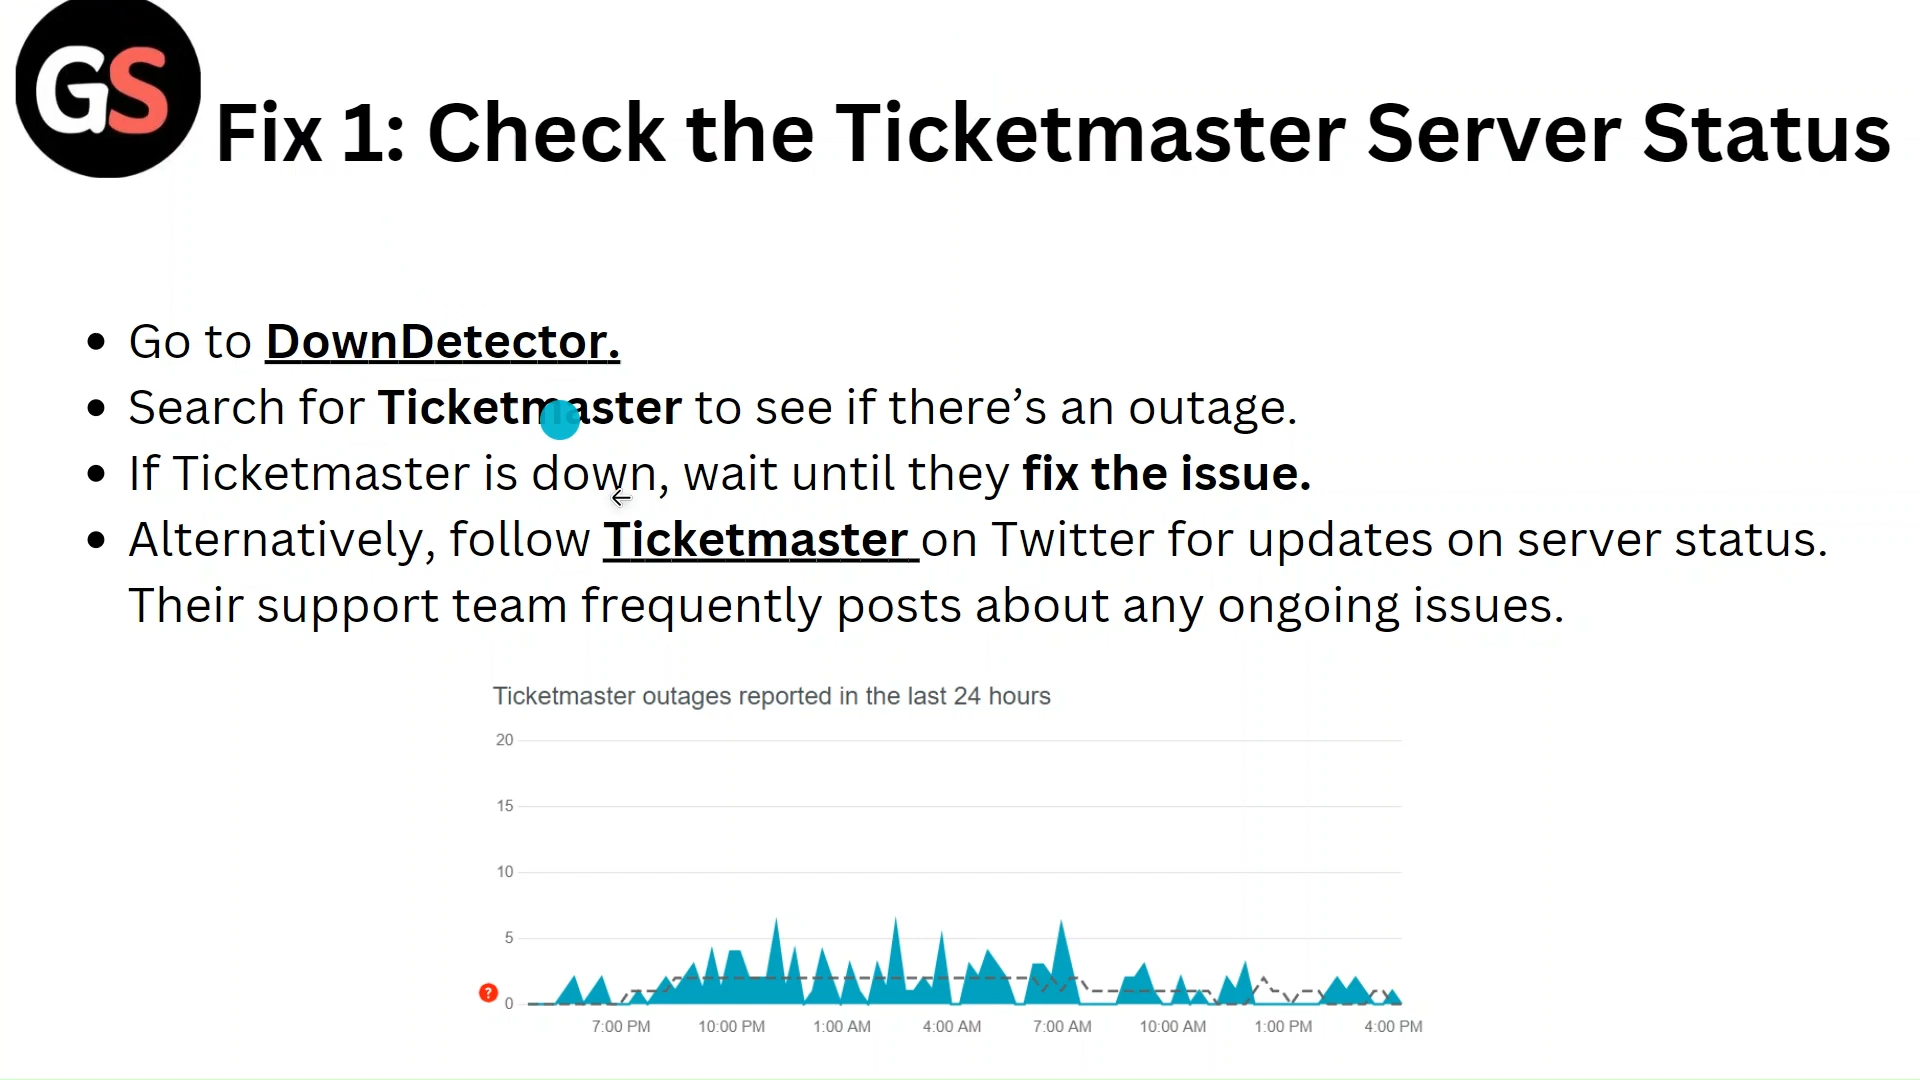 GS
Fix 1: Check the Ticketmaster Server Status
Go to DownDetector.
Search for Ticketmaster to see if there’s an outage.
If Ticketmaster is down, wait until they fix the issue.
Alternatively, follow Ticketmaster on Twitter for updates on server status.
Their support team frequently posts about any ongoing issues.
Ticketmaster outages reported in the last 24 hours
20
15
10
5
? 0
7:00 PM 10:00 PM 1:00 AM 4:00 AM 7:00 AM 10:00 AM 1:00 PM 4:00 PM